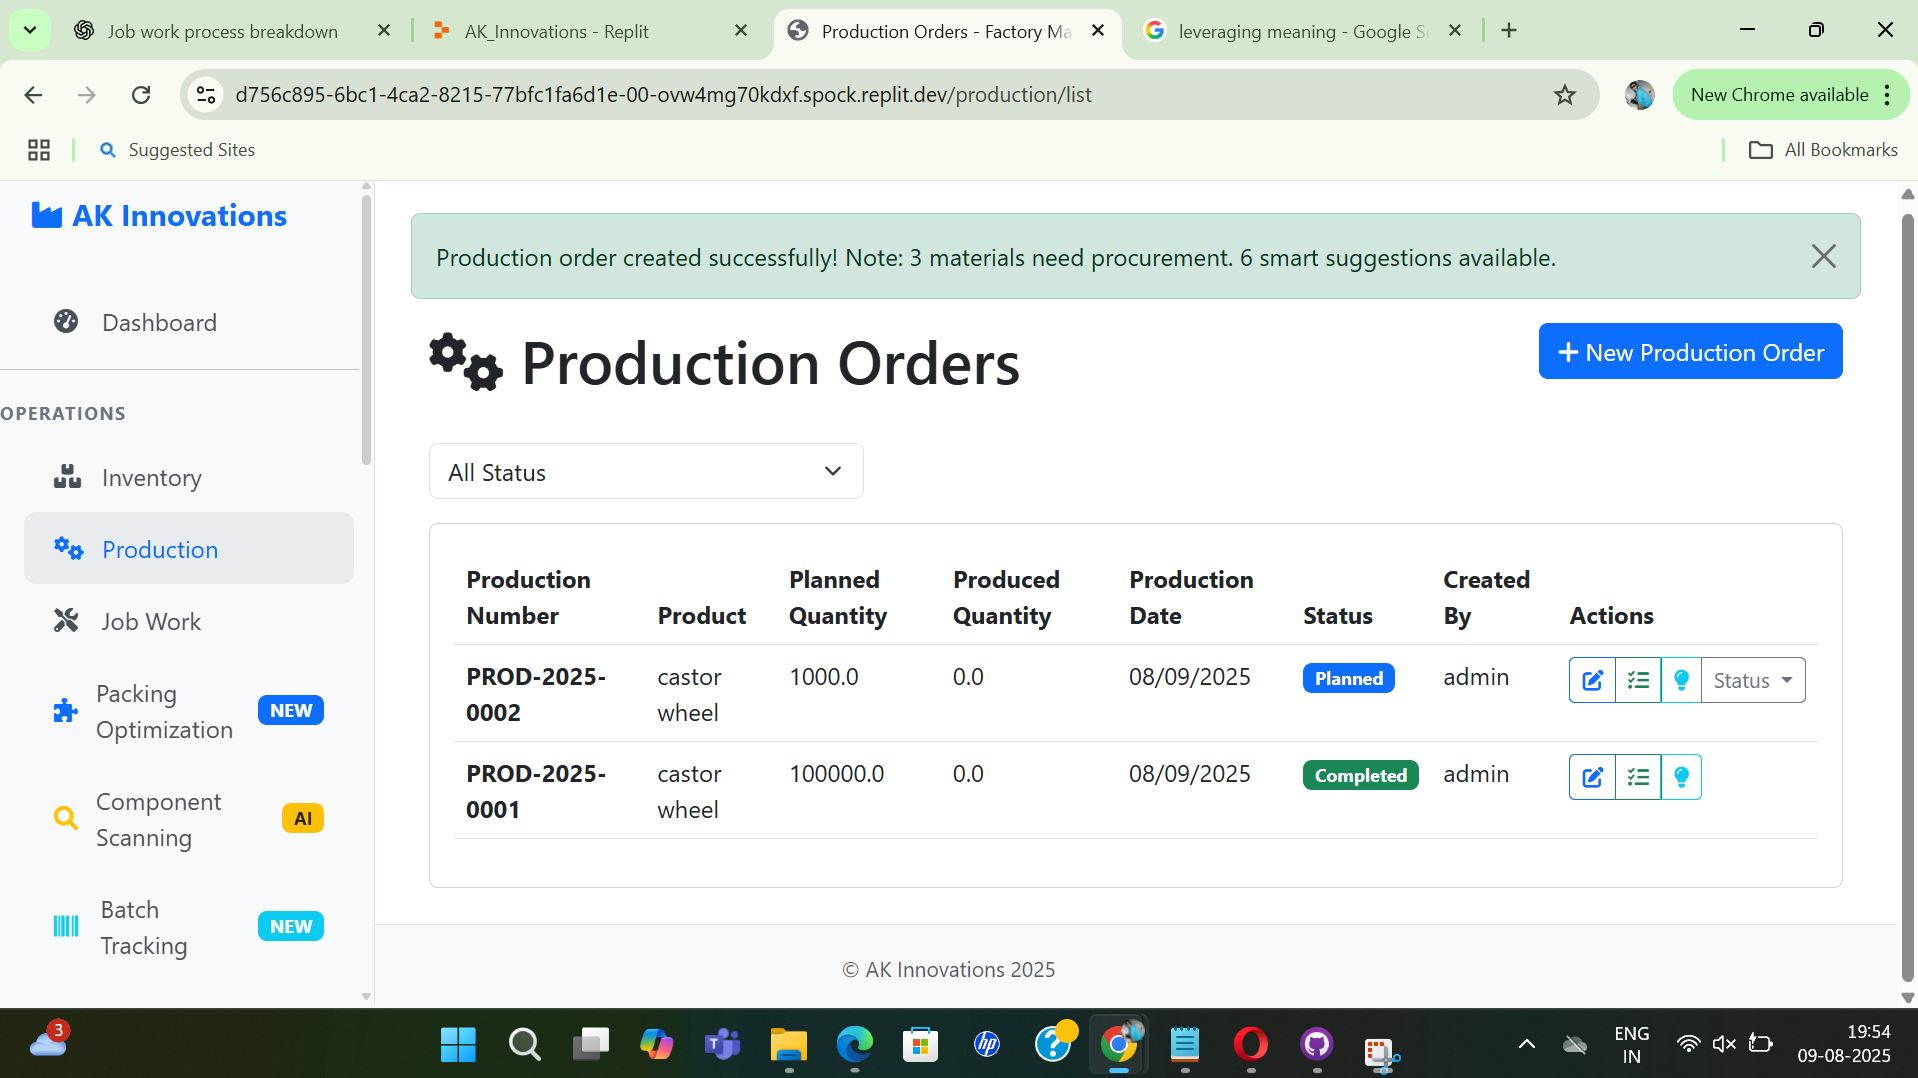 Job work process breakdown
AK_Innovations - Replit
Production Orders - Factory Ma
leveraging meaning - Google S
d756c895-6bc1-4ca2-8215-77bfc1fa6d1e-00-ovw4mg70kdxf.spock.replit.dev/production/list
New Chrome available
Suggested Sites
All Bookmarks
AK Innovations
Dashboard
OPERATIONS
Inventory
Production
Job Work
Packing
Optimization
NEW
Component
Scanning
AI
Batch
Tracking
NEW
Production order created successfully! Note: 3 materials need procurement. 6 smart suggestions available.
Production Orders
New Production Order
All Status
Production Number Product Planned Quantity Produced Quantity Production Date Status Created By Actions
PROD-2025-0002 castor wheel 1000.0 0.0 08/09/2025 Planned admin Status
PROD-2025-0001 castor wheel 100000.0 0.0 08/09/2025 Completed admin
© AK Innovations 2025
3
hp
ENG
IN
19:54
09-08-2025